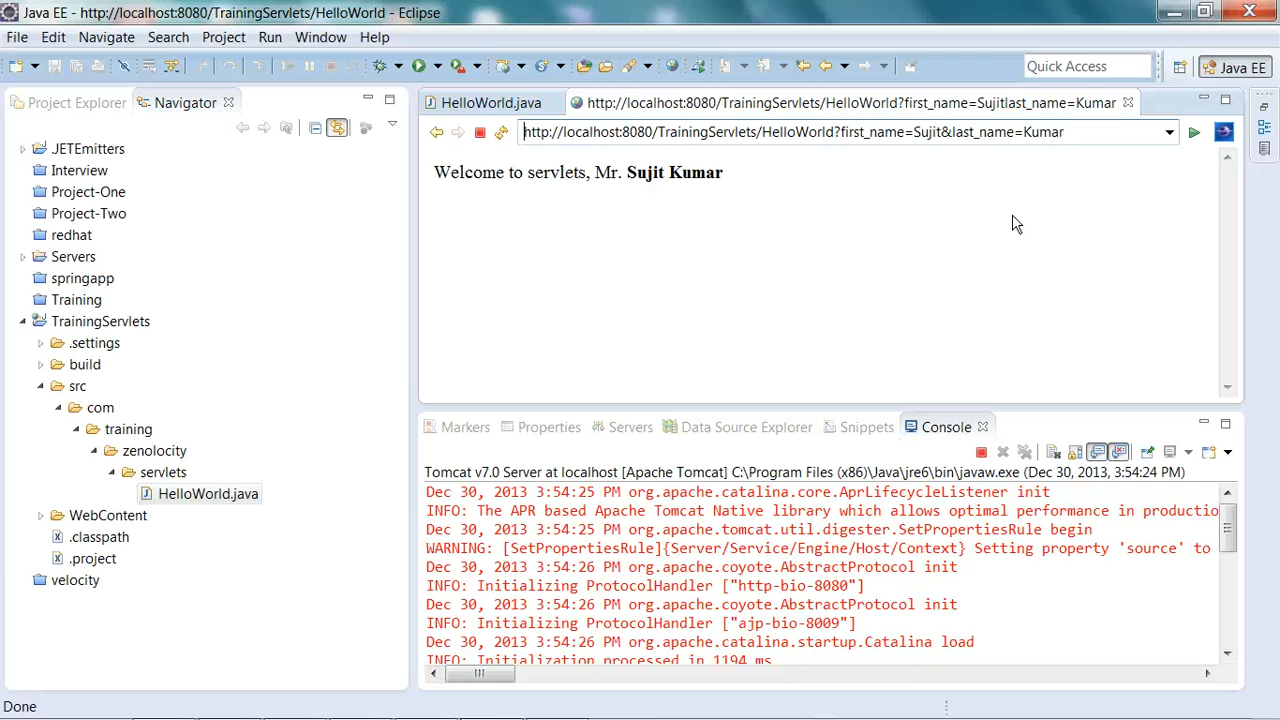 Java EE - http://localhost:8080/TrainingServlets/HelloWorld - Eclipse
File Edit Navigate Search Project Run Window Help
Quick Access
Java EE
Project Explorer
Navigator
JETEmitters
Interview
Project-One
Project-Two
redhat
Servers
springapp
Training
TrainingServlets
.settings
build
src
com
training
zenolocity
servlets
HelloWorld.java
WebContent
.classpath
.project
velocity
HelloWorld.java
http://localhost:8080/TrainingServlets/HelloWorld?first_name=Sujitlast_name=Kumar
http://localhost:8080/TrainingServlets/HelloWorld?first_name=Sujit&last_name=Kumar
Welcome to servlets, Mr. Sujit Kumar
Markers Properties Servers Data Source Explorer Snippets Console
Tomcat v7.0 Server at localhost [Apache Tomcat] C:\Program Files (x86)\Java\jre6\bin\javaw.exe (Dec 30, 2013 3:54:24 PM)
Dec 30, 2013 3:54:25 PM org.apache.catalina.core.AprLifecycleListener init
INFO: The APR based Apache Tomcat Native library which allows optimal performance in productio
Dec 30, 2013 3:54:25 PM org.apache.tomcat.util.digester.SetPropertiesRule begin
WARNING: [SetPropertiesRule]{Server/Service/Engine/Host/Context} Setting property 'source' to
Dec 30, 2013 3:54:26 PM org.apache.coyote.AbstractProtocol init
INFO: Initializing ProtocolHandler ["http-bio-8080"]
Dec 30, 2013 3:54:26 PM org.apache.coyote.AbstractProtocol init
INFO: Initializing ProtocolHandler ["ajp-bio-8009"]
Dec 30, 2013 3:54:26 PM org.apache.catalina.startup.Catalina load
INFO: Initialization processed in 1194 ms
Done